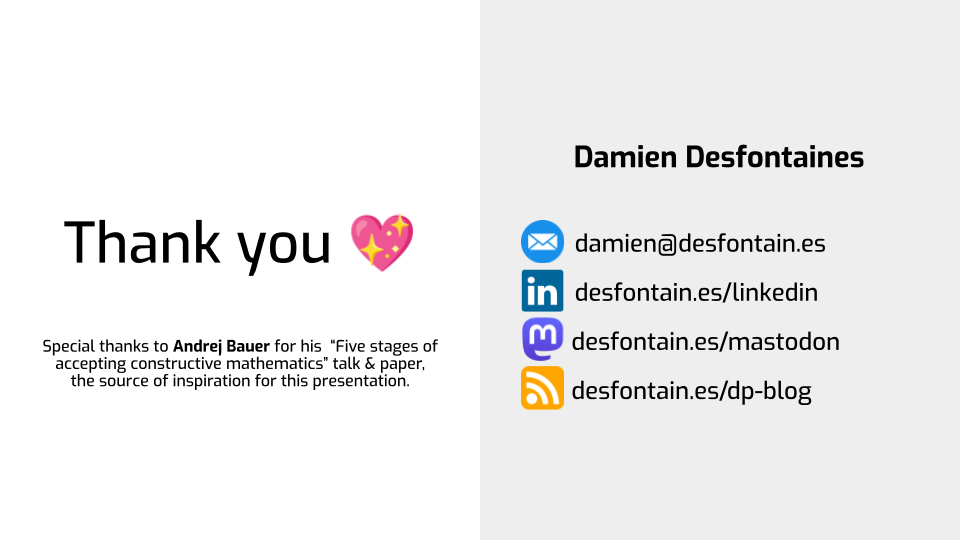 Thank you 💖
Special thanks to Andrej Bauer for his “Five stages of
accepting constructive mathematics” talk & paper,
the source of inspiration for this presentation.
Damien Desfontaines
damien@desfontain.es
in desfontain.es/linkedin
m desfontain.es/mastodon
desfontain.es/dp-blog